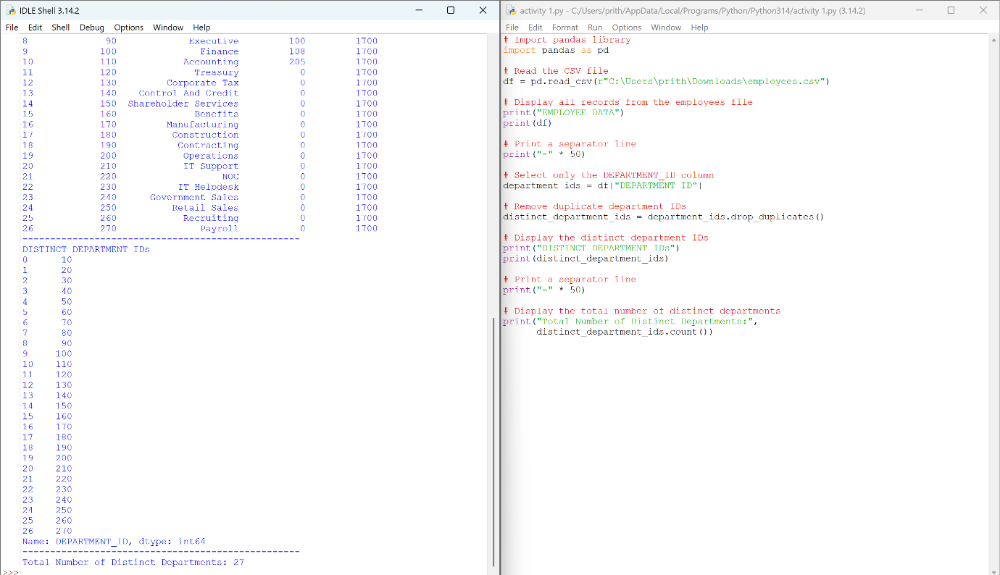 IDLE Shell 3.14.2
File Edit Shell Debug Options Window Help
8 90 Executive 100 1700
9 100 Finance 108 1700
10 110 Accounting 205 1700
11 120 Treasury 0 1700
12 130 Corporate Tax 0 1700
13 140 Control And Credit 0 1700
14 150 Shareholder Services 0 1700
15 160 Benefits 0 1700
16 170 Manufacturing 0 1700
17 180 Construction 0 1700
18 190 Contracting 0 1700
19 200 Operations 0 1700
20 210 IT Support 0 1700
21 220 NOC 0 1700
22 230 IT Helpdesk 0 1700
23 240 Government Sales 0 1700
24 250 Retail Sales 0 1700
25 260 Recruiting 0 1700
26 270 Payroll 0 1700
--------------------------------------------------
DISTINCT DEPARTMENT IDs
0 10
1 20
2 30
3 40
4 50
5 60
6 70
7 80
8 90
9 100
10 110
11 120
12 130
13 140
14 150
15 160
16 170
17 180
18 190
19 200
20 210
21 220
22 230
23 240
24 250
25 260
26 270
Name: DEPARTMENT_ID, dtype: int64
--------------------------------------------------
Total Number of Distinct Departments: 27
>>>
activity 1.py - C:/Users/prith/AppData/Local/Programs/Python/Python314/activity 1.py (3.14.2)
File Edit Format Run Options Window Help
# Import pandas library
import pandas as pd
# Read the CSV file
df = pd.read_csv(r"C:\Users\prith\Downloads\employees.csv")
# Display all records from the employees file
print("EMPLOYEE DATA")
print(df)
# Print a separator line
print("-" * 50)
# Select only the DEPARTMENT_ID column
department_ids = df["DEPARTMENT_ID"]
# Remove duplicate department IDs
distinct_department_ids = department_ids.drop_duplicates()
# Display the distinct department IDs
print("DISTINCT DEPARTMENT IDs")
print(distinct_department_ids)
# Print a separator line
print("-" * 50)
# Display the total number of distinct departments
print("Total Number of Distinct Departments:",
distinct_department_ids.count())